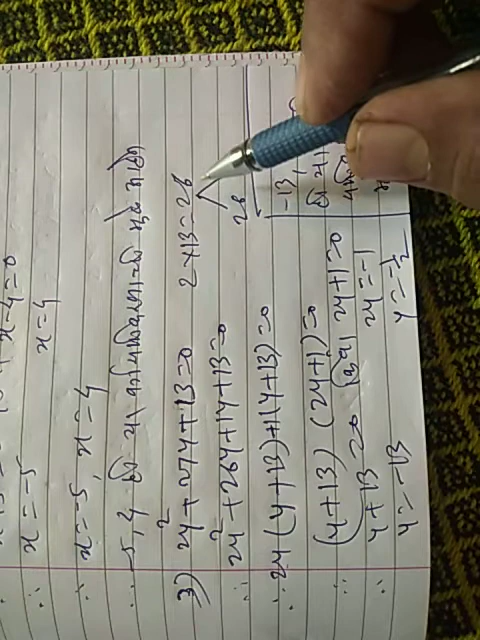 x-4=0
∴ x = -5 x = 4
∴ x = -5, x = 4
∴ -5, 4 ही या वर्गसमीकरणाची मुळे आहेत
3) 2y² + 27y + 13 = 0 2×13 = 26
∴ 2y² + 26y + 1y + 13 = 0 26
∴ 2y(y+13)+1(y+13)=0
-13,
∴ (y+13) (2y+1)=0
ही या
∴ y+13=0 किंवा 2y+1=0
2y=-1
∴ y=-13 y=-1/2